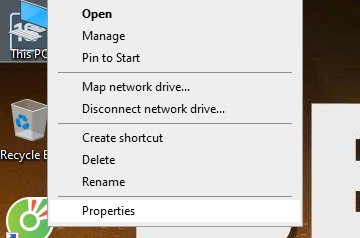 Open
Manage
Pin to Start
Map network drive...
Disconnect network drive...
Create shortcut
Delete
Rename
Properties
This PC
Recycle